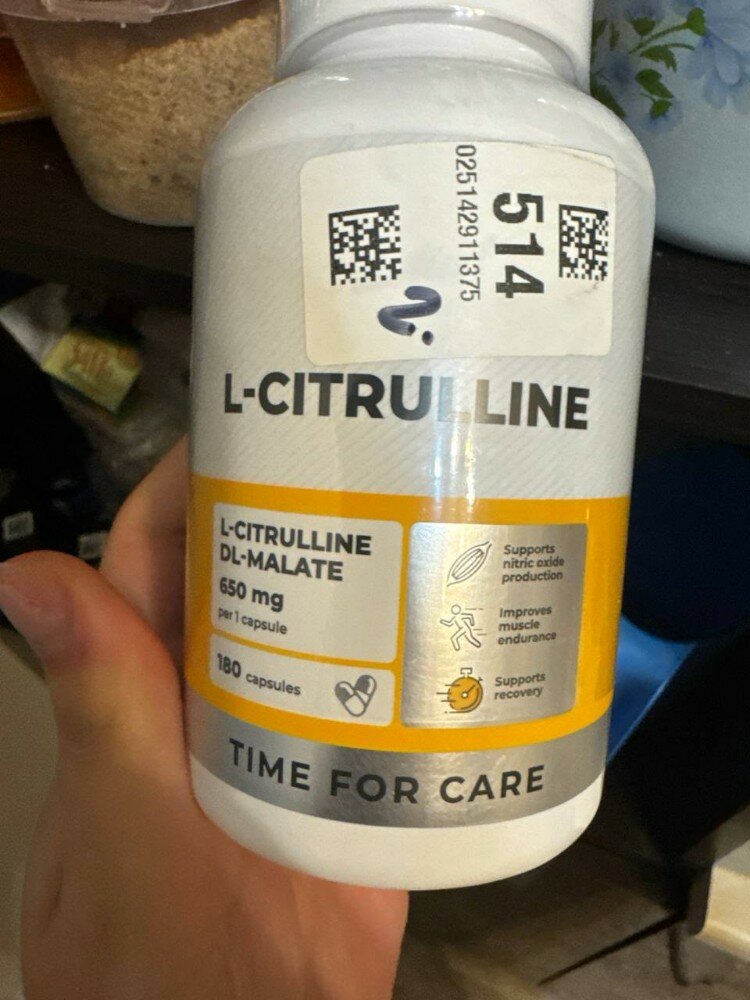 025142911375
514
L-CITRULLINE
L-CITRULLINE
DL-MALATE
650 mg
per 1 capsule
180 capsules
Supports
nitric oxide
production
Improves
muscle
endurance
Supports
recovery
TIME FOR CARE